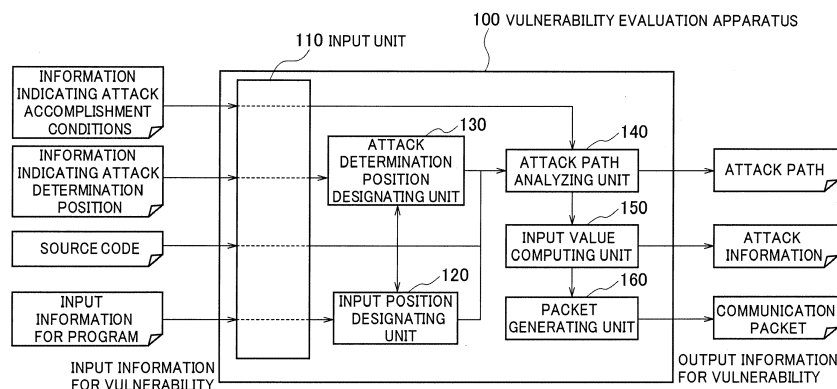 100 VULNERABILITY EVALUATION APPARATUS
110 INPUT UNIT
INFORMATION
INDICATING ATTACK
ACCOMPLISHMENT
CONDITIONS
INFORMATION
INDICATING ATTACK
DETERMINATION
POSITION
SOURCE CODE
INPUT
INFORMATION
FOR PROGRAM
INPUT INFORMATION
FOR VULNERABILITY
130
ATTACK
DETERMINATION
POSITION
DESIGNATING UNIT
120
INPUT POSITION
DESIGNATING
UNIT
140
ATTACK PATH
ANALYZING UNIT
150
INPUT VALUE
COMPUTING UNIT
160
PACKET
GENERATING UNIT
ATTACK PATH
ATTACK
INFORMATION
COMMUNICATION
PACKET
OUTPUT INFORMATION
FOR VULNERABILITY